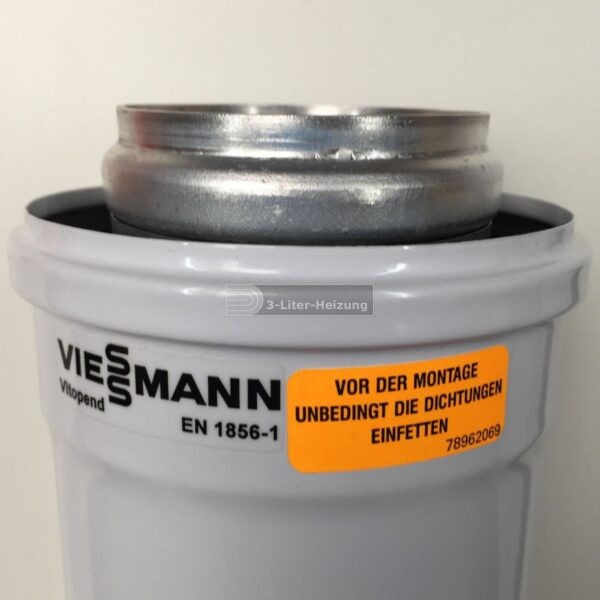 3-Liter-Heizung
VIESSMANN
Vitopend
EN 1856-1
VOR DER MONTAGE
UNBEDINGT DIE DICHTUNGEN
EINFETTEN
78962069